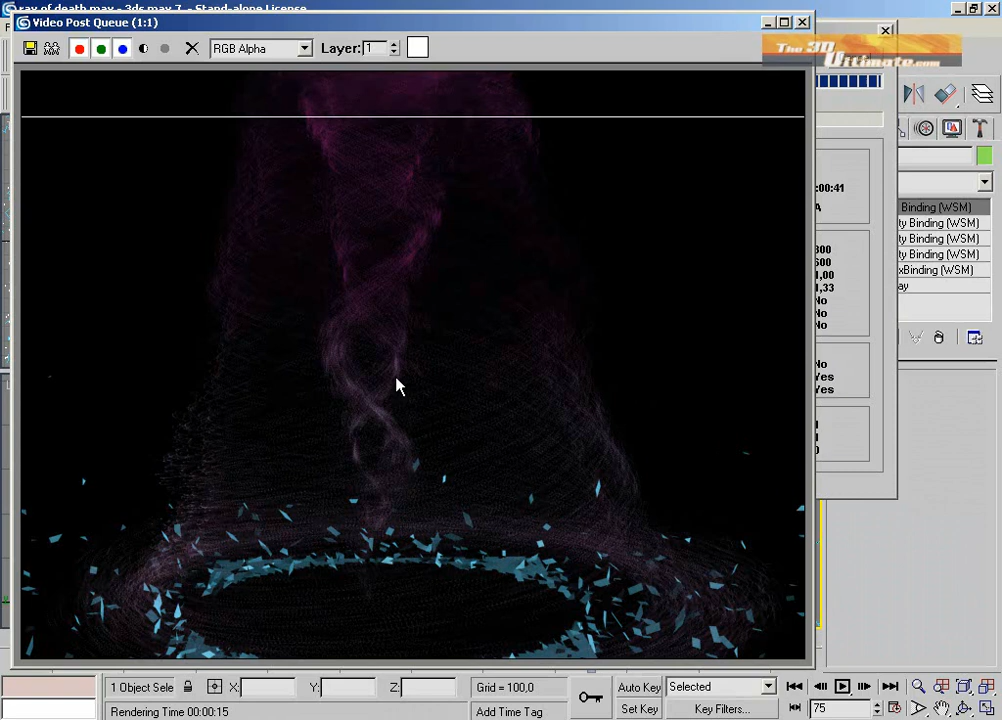 ray of death.max - 3ds max 7 - Stand-alone License
Video Post Queue (1:1)
RGB Alpha
Layer: 1
The 3D
Ultimate.com
:00:41
A
Binding (WSM)
ty Binding (WSM)
ty Binding (WSM)
ty Binding (WSM)
xBinding (WSM)
ay
300
600
1,00
1,33
No
No
No
No
Yes
Yes
0
1 Object Sele
X:
Y:
Z:
Grid = 100,0
Auto Key
Selected
Rendering Time 00:00:15
Add Time Tag
Set Key
Key Filters...
75